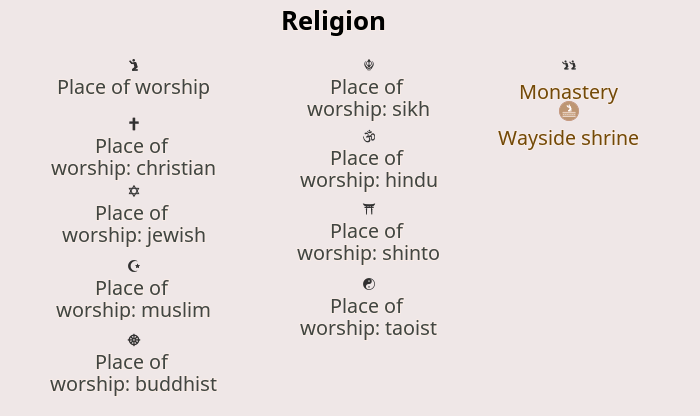 Religion
Place of worship
Place of
worship: christian
Place of
worship: jewish
Place of
worship: muslim
Place of
worship: buddhist
Place of
worship: sikh
Place of
worship: hindu
Place of
worship: shinto
Place of
worship: taoist
Monastery
Wayside shrine